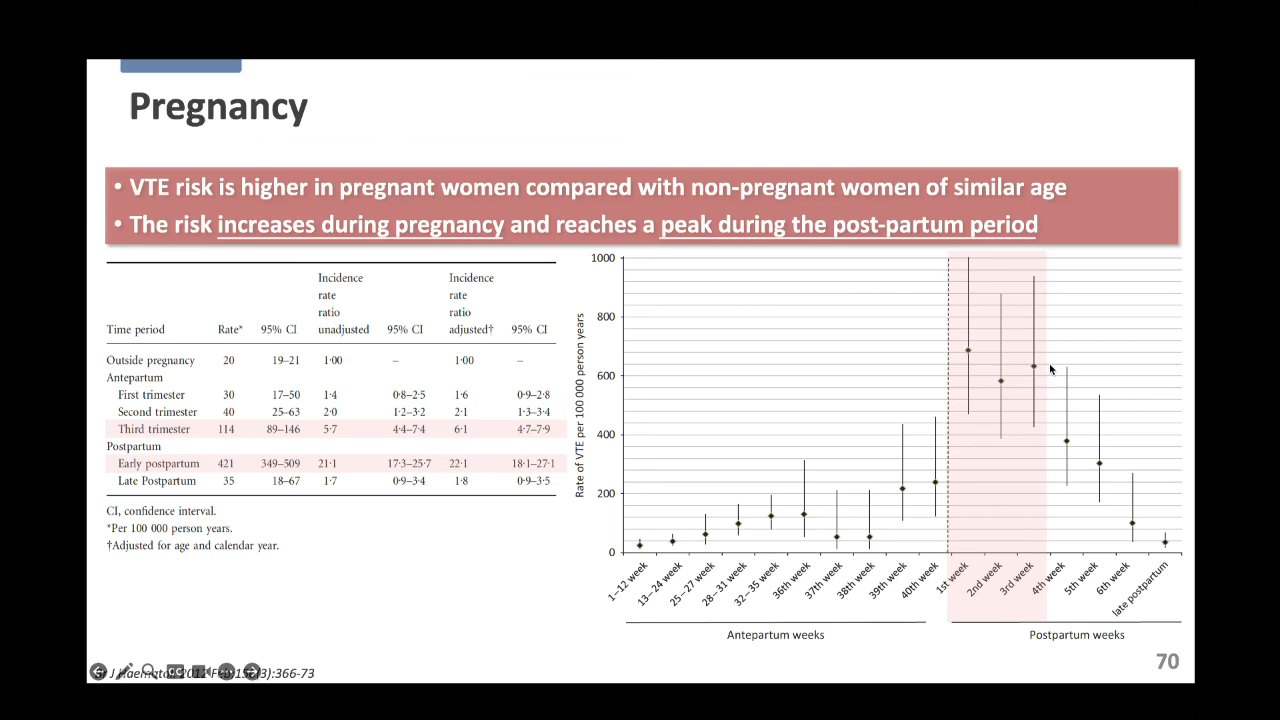 Pregnancy
• VTE risk is higher in pregnant women compared with non-pregnant women of similar age
• The risk increases during pregnancy and reaches a peak during the post-partum period
Incidence Incidence
rate rate
ratio ratio
Time period Rate* 95% CI unadjusted 95% CI adjusted† 95% CI
Outside pregnancy 20 19–21 1·00 – 1·00 –
Antepartum
First trimester 30 17–50 1·4 0·8–2·5 1·6 0·9–2·8
Second trimester 40 25–63 2·0 1·2–3·2 2·1 1·3–3·4
Third trimester 114 89–146 5·7 4·4–7·4 6·1 4·7–7·9
Postpartum
Early postpartum 421 349–509 21·1 17·3–25·7 22·1 18·1–27·1
Late Postpartum 35 18–67 1·7 0·9–3·4 1·8 0·9–3·5
CI, confidence interval.
*Per 100 000 person years.
†Adjusted for age and calendar year.
Rate of VTE per 100 000 person years
1000
800
600
400
200
0
1–12 week
13–24 week
25–27 week
28–31 week
32–35 week
36th week
37th week
38th week
39th week
40th week
1st week
2nd week
3rd week
4th week
5th week
6th week
late postpartum
Antepartum weeks
Postpartum weeks
J Haematol 2012 Feb 366-73
70